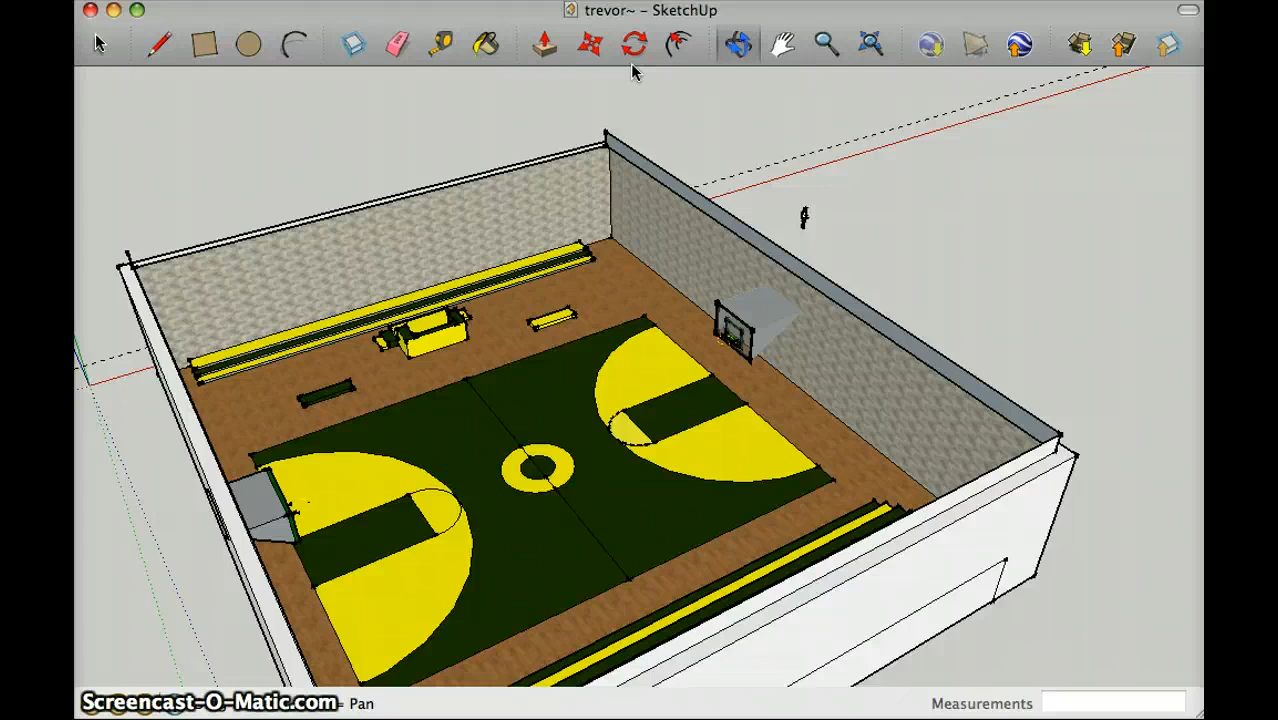 trevor~ - SketchUp
Screencast-O-Matic.com
= Pan
Measurements